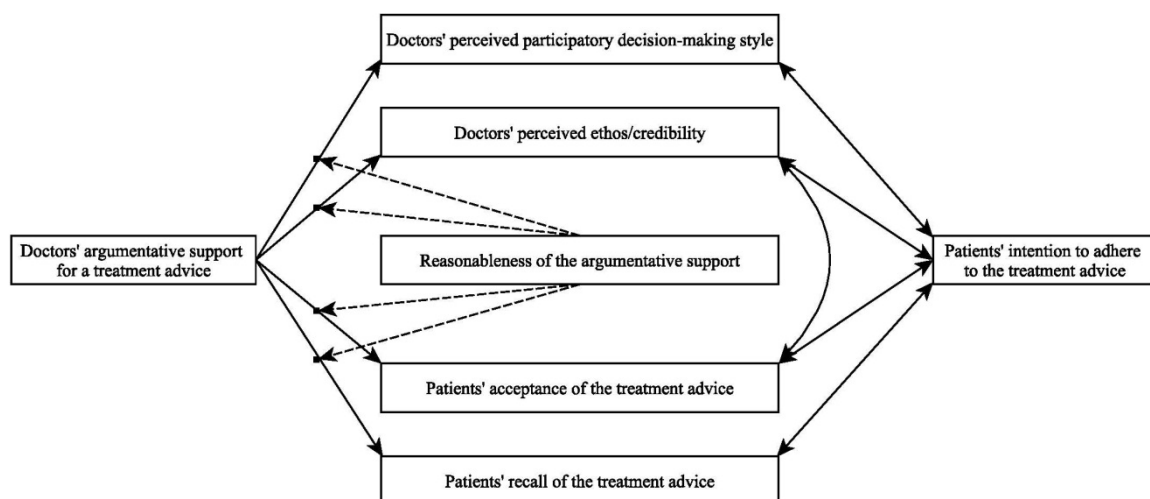 Doctors' perceived participatory decision-making style
Doctors' perceived ethos/credibility
Doctors' argumentative support
for a treatment advice
Reasonableness of the argumentative support
Patients' intention to adhere
to the treatment advice
Patients' acceptance of the treatment advice
Patients' recall of the treatment advice